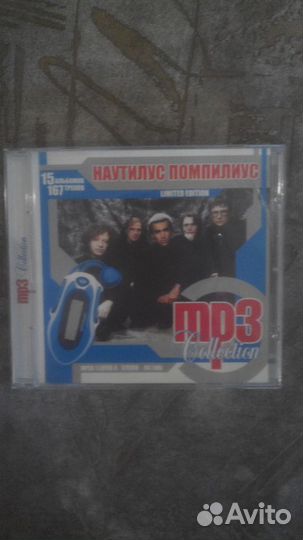 15 АЛЬБОМОВ
167 ТРЕКОВ
НАУТИЛУС ПОМПИЛИУС
LIMITED EDITION
mp3
Collection
mp3 Collection
Avito